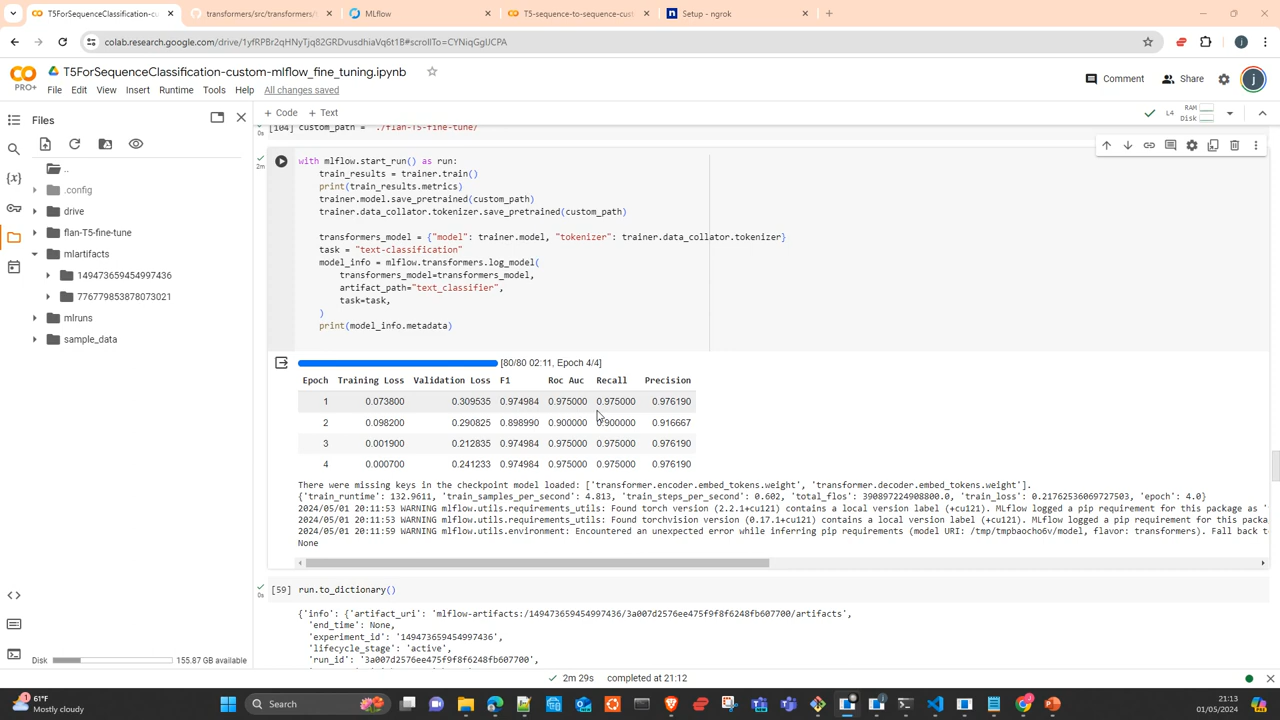 T5ForSequenceClassification-cu
transformers/src/transformers/
MLflow
T5-sequence-to-sequence-cust
Setup - ngrok
colab.research.google.com/drive/1yfRPBr2qHNyTjq82GRDvusdhiaVq6t1B#scrollTo=CYNiqGgIJCPA
T5ForSequenceClassification-custom-mlflow_fine_tuning.ipynb
PRO+
File Edit View Insert Runtime Tools Help All changes saved
Comment Share
Files
+ Code + Text
L4 RAM Disk
..
.config
drive
flan-T5-fine-tune
mlartifacts
149473659454997436
776779853878073021
mlruns
sample_data
Disk 155.87 GB available
[104] custom_path = "./flan-T5-fine-tune/"
0s
2m
with mlflow.start_run() as run:
train_results = trainer.train()
print(train_results.metrics)
trainer.model.save_pretrained(custom_path)
trainer.data_collator.tokenizer.save_pretrained(custom_path)
transformers_model = {"model": trainer.model, "tokenizer": trainer.data_collator.tokenizer}
task = "text-classification"
model_info = mlflow.transformers.log_model(
transformers_model=transformers_model,
artifact_path="text_classifier",
task=task,
)
print(model_info.metadata)
[80/80 02:11, Epoch 4/4]
Epoch Training Loss Validation Loss F1 Roc Auc Recall Precision
1 0.073800 0.309535 0.974984 0.975000 0.975000 0.976190
2 0.098200 0.290825 0.898990 0.900000 0.900000 0.916667
3 0.001900 0.212835 0.974984 0.975000 0.975000 0.976190
4 0.000700 0.241233 0.974984 0.975000 0.975000 0.976190
There were missing keys in the checkpoint model loaded: ['transformer.encoder.embed_tokens.weight', 'transformer.decoder.embed_tokens.weight'].
{'train_runtime': 132.9611, 'train_samples_per_second': 4.813, 'train_steps_per_second': 0.602, 'total_flos': 390897224908800.0, 'train_loss': 0.21762536069727503, 'epoch': 4.0}
2024/05/01 20:11:53 WARNING mlflow.utils.requirements_utils: Found torch version (2.2.1+cu121) contains a local version label (+cu121). MLflow logged a pip requirement for this package as '
2024/05/01 20:11:53 WARNING mlflow.utils.requirements_utils: Found torchvision version (0.17.1+cu121) contains a local version label (+cu121). MLflow logged a pip requirement for this packa
2024/05/01 20:11:59 WARNING mlflow.utils.environment: Encountered an unexpected error while inferring pip requirements (model URI: /tmp/tmpbaocho6v/model, flavor: transformers). Fall back t
None
[59] run.to_dictionary()
0s
{'info': {'artifact_uri': 'mlflow-artifacts:/149473659454997436/3a007d2576ee475f9f8f6248fb607700/artifacts',
'end_time': None,
'experiment_id': '149473659454997436',
'lifecycle_stage': 'active',
'run_id': '3a007d2576ee475f9f8f6248fb607700',
2m 29s completed at 21:12
61°F
Mostly cloudy
Search
21:13
01/05/2024